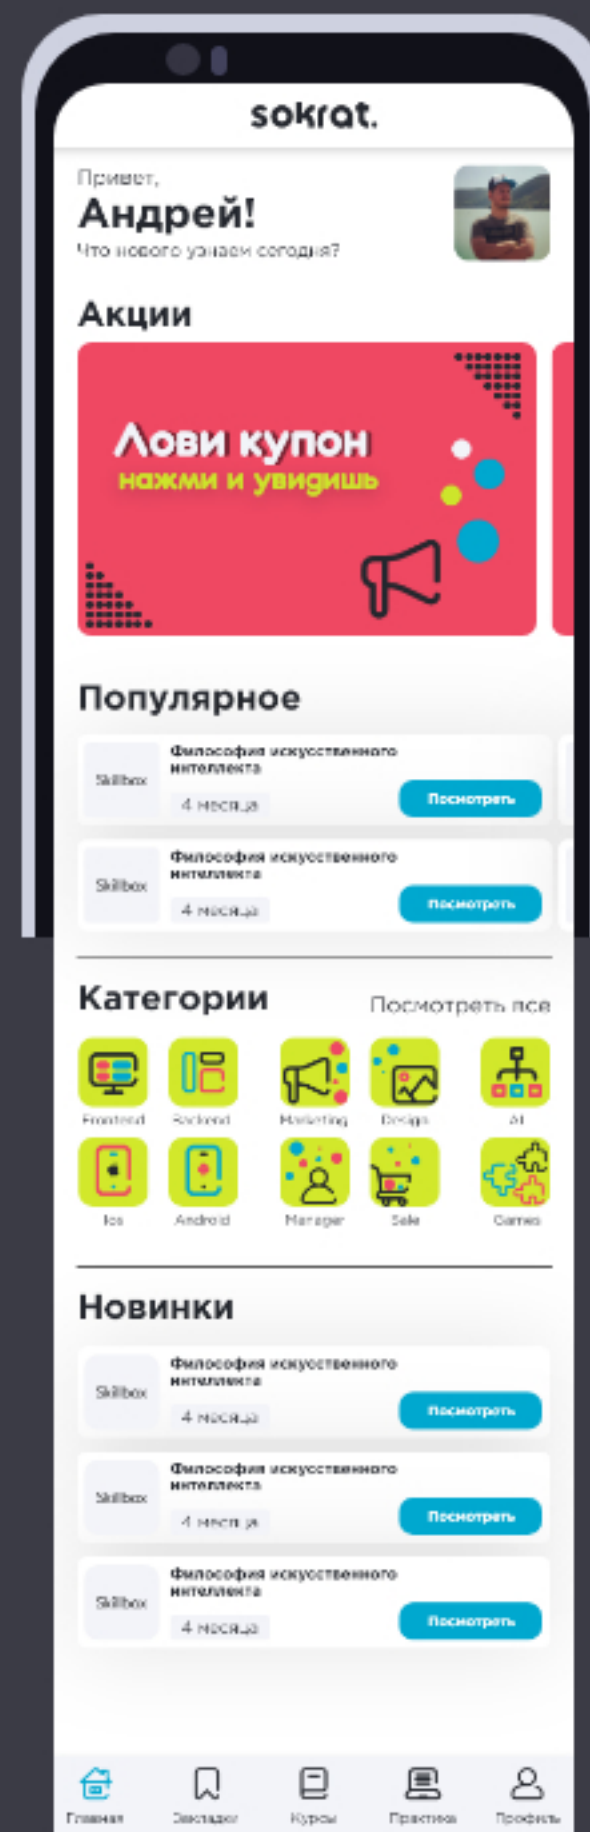 sokrat.
Привет,
Андрей!
Что нового узнаем сегодня?
Акции
Лови купон
нажми и увидишь
Популярное
Skillbox
Философия искусственного
интеллекта
4 месяца
Посмотреть
Skillbox
Философия искусственного
интеллекта
4 месяца
Посмотреть
Категории
Посмотреть все
Frontend
Backend
Marketing
Design
AI
Ios
Android
Manager
Sale
Games
Новинки
Skillbox
Философия искусственного
интеллекта
4 месяца
Посмотреть
Skillbox
Философия искусственного
интеллекта
4 месяца
Посмотреть
Skillbox
Философия искусственного
интеллекта
4 месяца
Посмотреть
Главная
Закладки
Курсы
Практика
Профиль